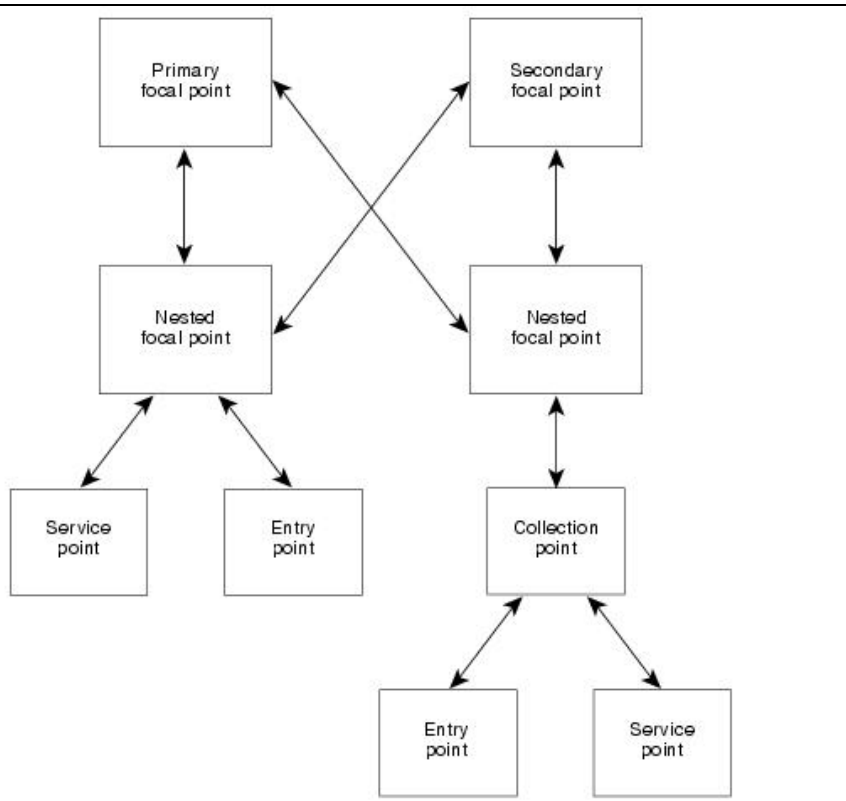 Primary
focal point
Secondary
focal point
Nested
focal point
Nested
focal point
Service
point
Entry
point
Collection
point
Entry
point
Service
point